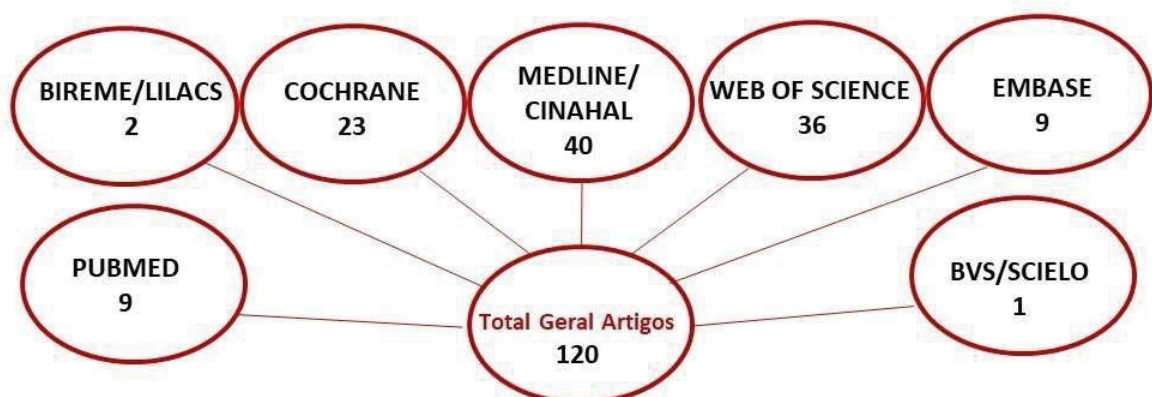 BIREME/LILACS
2
COCHRANE
23
MEDLINE/
CINAHAL
40
WEB OF SCIENCE
36
EMBASE
9
PUBMED
9
BVS/SCIELO
1
Total Geral Artigos
120